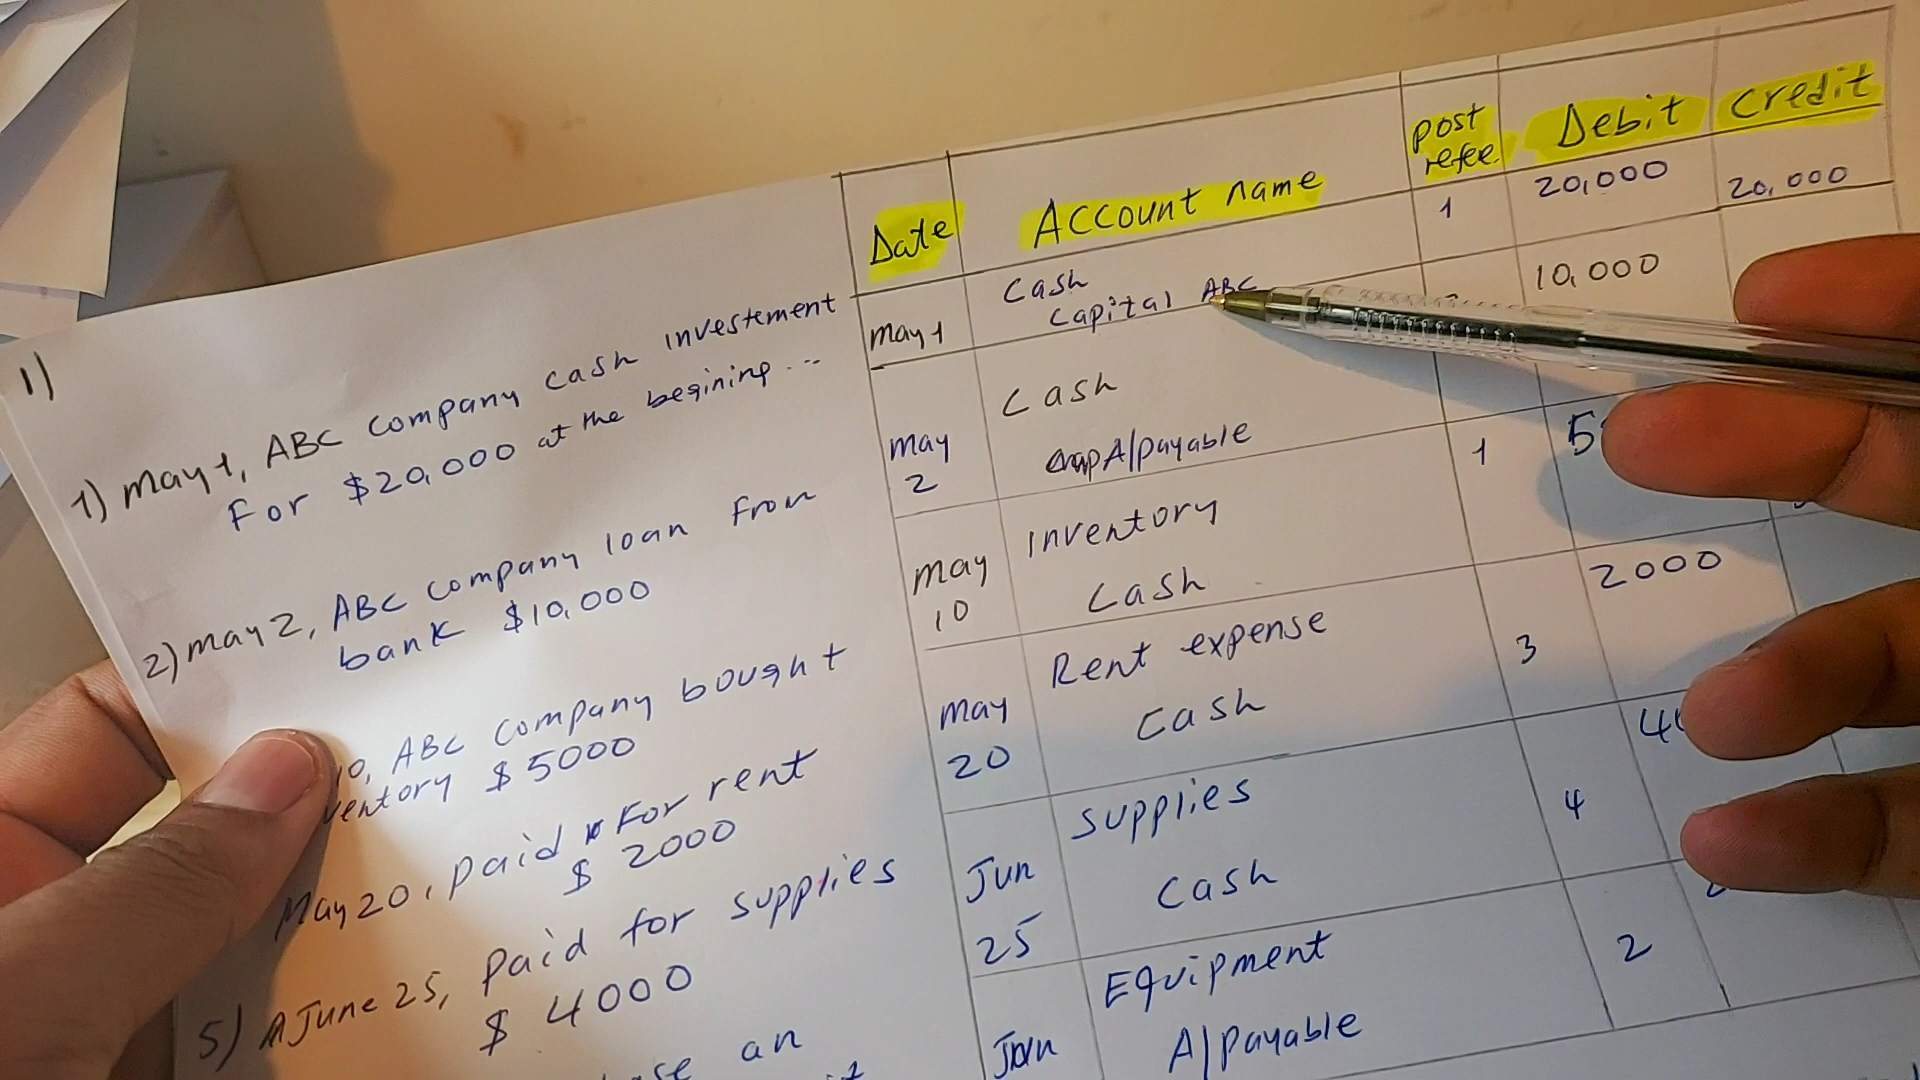 1)
1) May 1, ABC company cash investement
For $20,000 at the begining ...
2) may 2, ABC company loan from
bank $10,000
10, ABC company bought
ventory $5000
May 20, paid For rent
$ 2000
5) June 25, Paid for supplies
$ 4000
an
Date Account name post refee. Debit credit
May 1 Cash 1 20,000 20,000
Capital ABC
May 2 Cash 10,000
A/payable
May 10 inventory 1
Cash
May 20 Rent expense 3 2000
Cash
Jun 25 supplies 4
Cash
Jun Equipment 2
A/payable